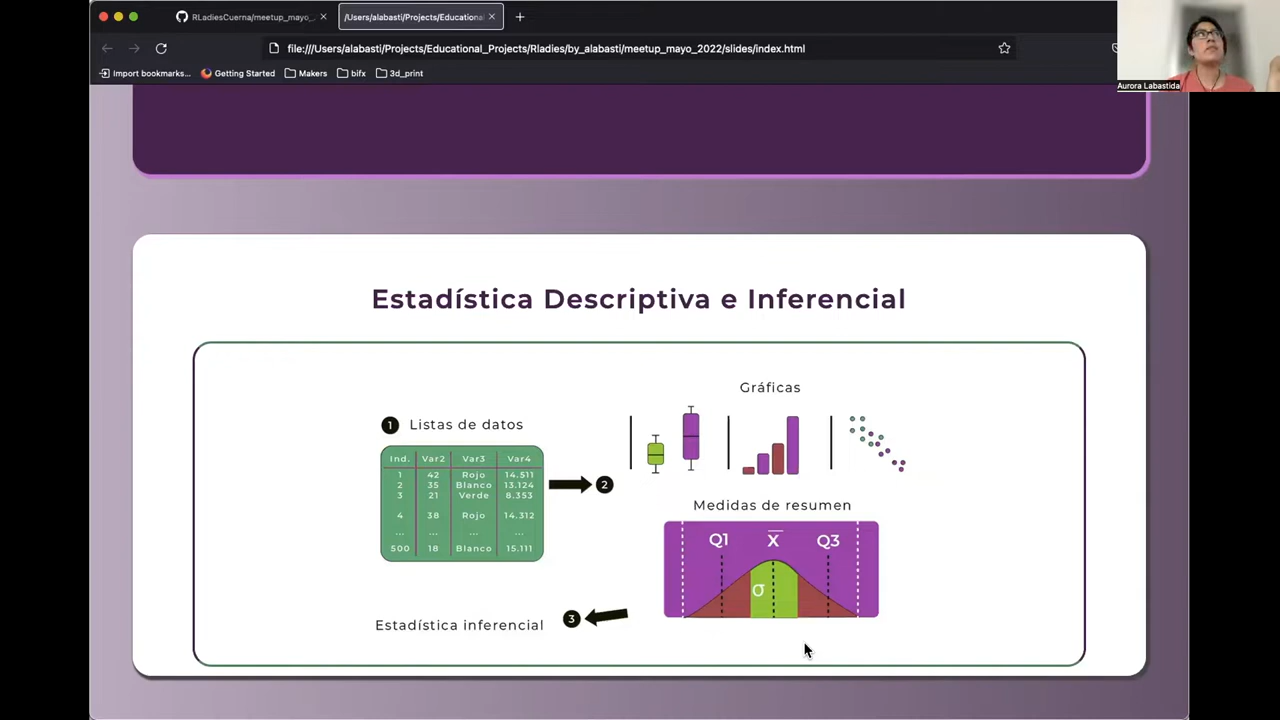 RLadiesCuerna/meetup_mayo_
/Users/alabasti/Projects/Educational
file:///Users/alabasti/Projects/Educational_Projects/Rladies/by_alabasti/meetup_mayo_2022/slides/index.html
Import bookmarks...
Getting Started
Makers
bifx
3d_print
Aurora Labastida
Estadística Descriptiva e Inferencial
1 Listas de datos
Ind. Var2 Var3 Var4
1 42 Rojo 14.511
2 35 Blanco 13.124
3 21 Verde 8.353
4 38 Rojo 14.312
... ... ... ...
500 18 Blanco 15.111
2
Gráficas
Medidas de resumen
Q1 X̅ Q3
σ
3
Estadística inferencial